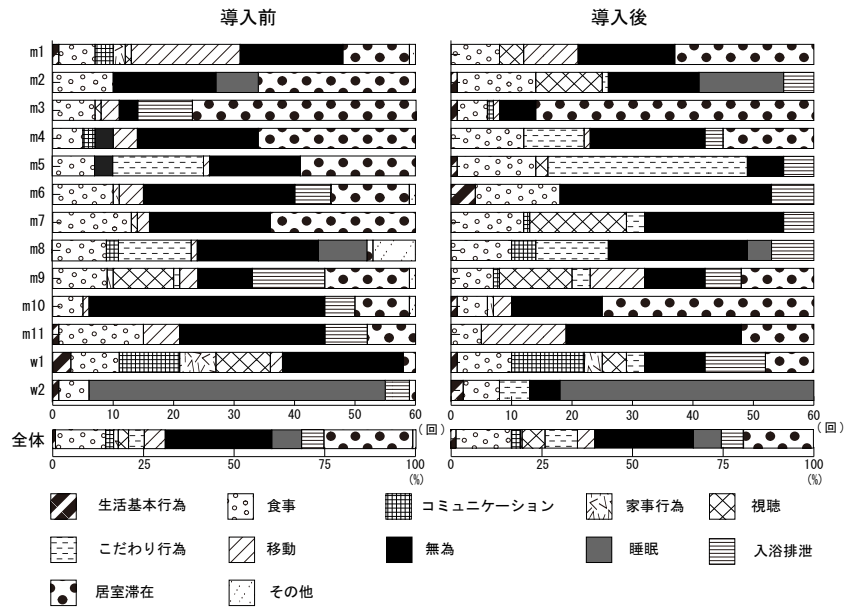 導入前 導入後
m1
m2
m3
m4
m5
m6
m7
m8
m9
m10
m11
w1
w2
0 10 20 30 40 50 60 0 10 20 30 40 50 60
(回) (回)
全体
0 25 50 75 100 0 25 50 75 100
(%) (%)
生活基本行為 食事 コミュニケーション 家事行為 視聴
こだわり行為 移動 無為 睡眠 入浴排泄
居室滞在 その他